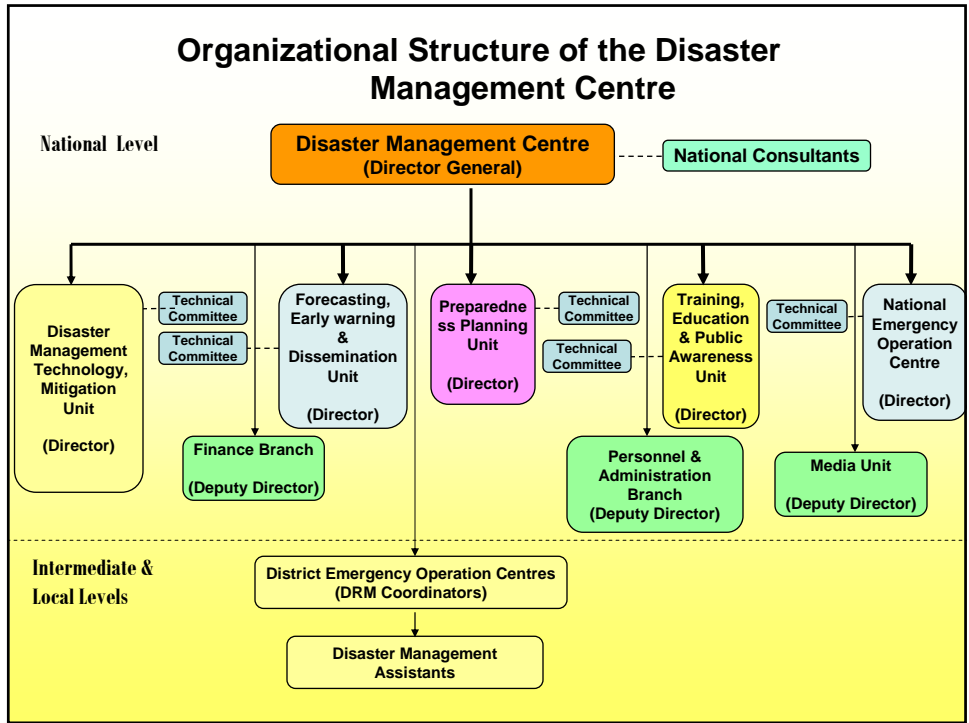 Organizational Structure of the Disaster
Management Centre
National Level
Disaster Management Centre
(Director General)
National Consultants
Disaster
Management
Technology,
Mitigation
Unit
(Director)
Technical
Committee
Technical
Committee
Forecasting,
Early warning
&
Dissemination
Unit
(Director)
Preparedne
ss Planning
Unit
(Director)
Technical
Committee
Technical
Committee
Training,
Education
& Public
Awareness
Unit
(Director)
Technical
Committee
National
Emergency
Operation
Centre
(Director)
Finance Branch
(Deputy Director)
Personnel &
Administration
Branch
(Deputy Director)
Media Unit
(Deputy Director)
Intermediate &
Local Levels
District Emergency Operation Centres
(DRM Coordinators)
Disaster Management
Assistants